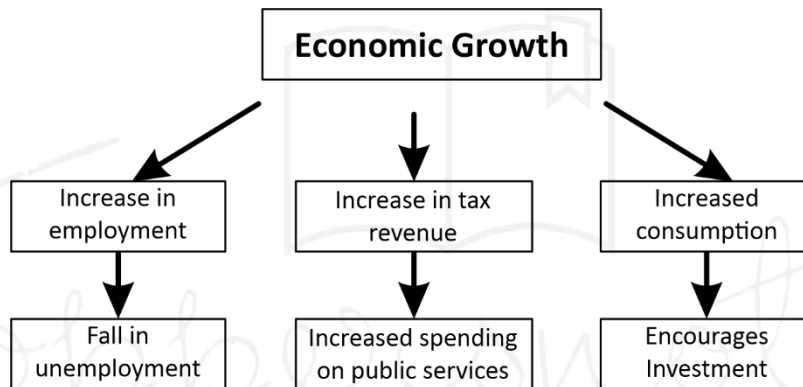 Economic Growth
Increase in
employment
Increase in tax
revenue
Increased
consumption
Fall in
unemployment
Increased spending
on public services
Encourages
Investment